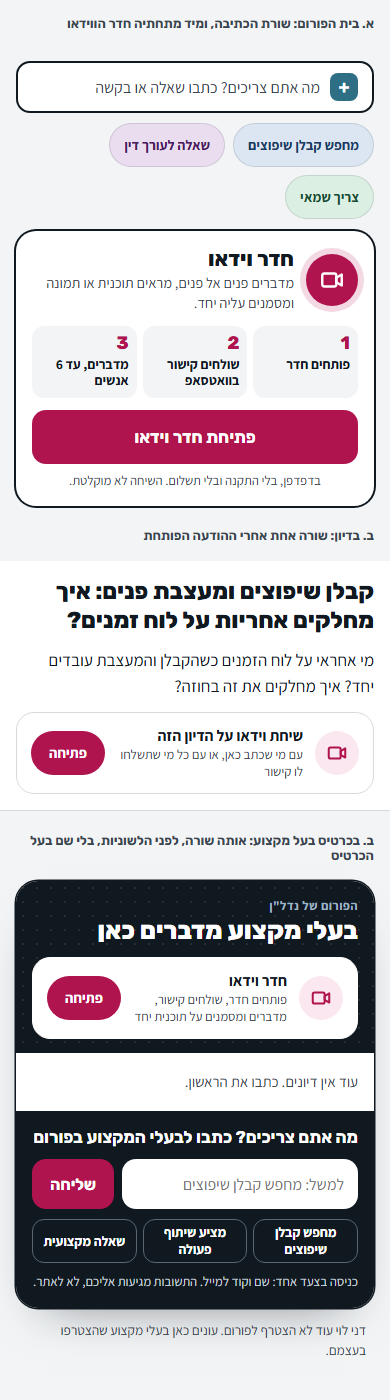 א. בית הפורום: שורת הכתיבה, ומיד מתחתיה חדר הווידאו
מה אתם צריכים? כתבו שאלה או בקשה
מחפש קבלן שיפוצים
שאלה לעורך דין
צריך שמאי
חדר וידאו
מדברים פנים אל פנים, מראים תוכנית או תמונה
ומסמנים עליה יחד.
1
פותחים חדר
2
שולחים קישור
בוואטסאפ
3
מדברים, עד 6
אנשים
פתיחת חדר וידאו
בדפדפן, בלי התקנה ובלי תשלום. השיחה לא מוקלטת.
ב. בדיון: שורה אחת אחרי ההודעה הפותחת
קבלן שיפוצים ומעצבת פנים: איך
מחלקים אחריות על לוח זמנים?
מי אחראי על לוח הזמנים כשהקבלן והמעצבת עובדים
יחד? איך מחלקים את זה בחוזה?
שיחת וידאו על הדיון הזה
עם מי שכתב כאן, או עם כל מי שתשלחו
לו קישור
פתיחה
ב. בכרטיס בעל מקצוע: אותה שורה, לפני הלשוניות, בלי שם בעל
הכרטיס
הפורום של נדל"ן
בעלי מקצוע מדברים כאן
חדר וידאו
פותחים חדר, שולחים קישור,
מדברים ומסמנים על תוכנית יחד
פתיחה
עוד אין דיונים. כתבו את הראשון.
מה אתם צריכים? כתבו לבעלי המקצוע בפורום
למשל: מחפש קבלן שיפוצים
שליחה
מחפש קבלן
שיפוצים
מציע שיתוף
פעולה
שאלה מקצועית
כניסה בצעד אחד: שם וקוד למייל. התשובות מגיעות אליכם, לא לאתר.
דני לוי עוד לא הצטרף לפורום. עונים כאן בעלי מקצוע שהצטרפו
בעצמם.